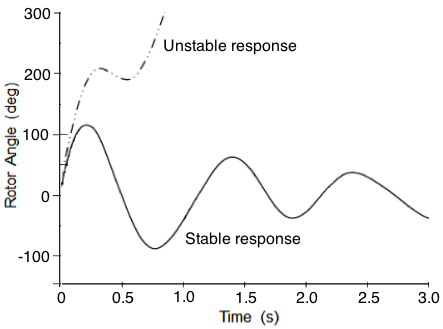 300
Unstable response
200
Rotor Angle (deg)
100
0
Stable response
-100
0 0.5 1.0 1.5 2.0 2.5 3.0
Time (s)